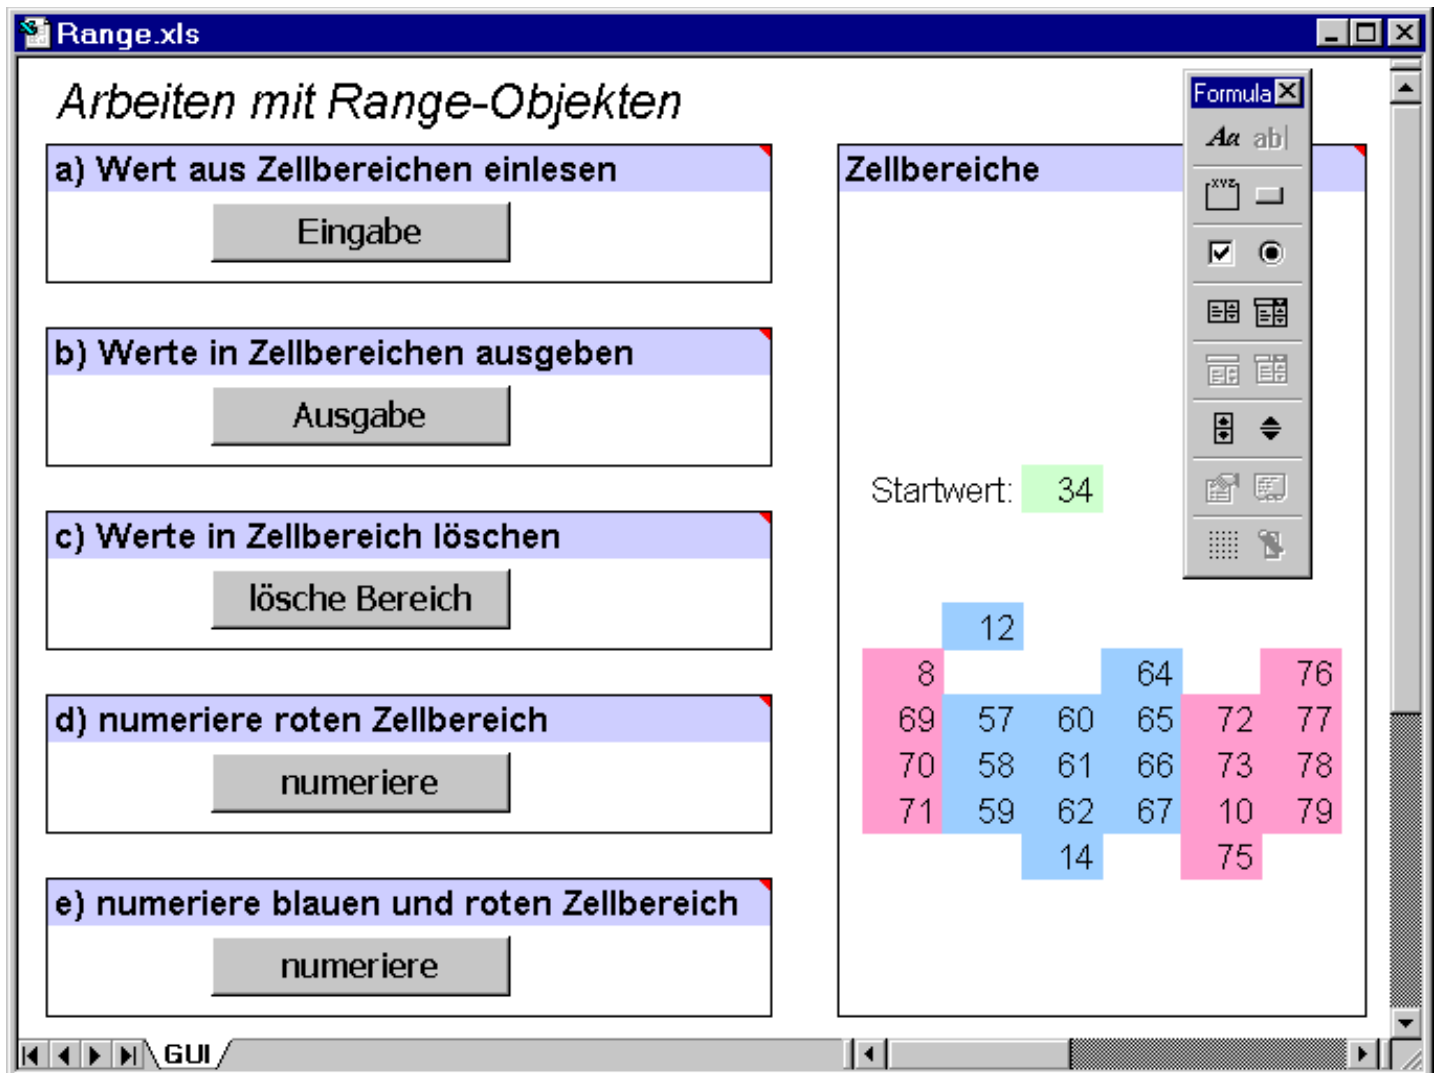 Range.xls
Arbeiten mit Range-Objekten
a) Wert aus Zellbereichen einlesen
Eingabe
b) Werte in Zellbereichen ausgeben
Ausgabe
c) Werte in Zellbereich löschen
lösche Bereich
d) numeriere roten Zellbereich
numeriere
e) numeriere blauen und roten Zellbereich
numeriere
Zellbereiche
Formula
Aa ab|
XYZ
Startwert: 34
12
8 64 76
69 57 60 65 72 77
70 58 61 66 73 78
71 59 62 67 10 79
14 75
GUI